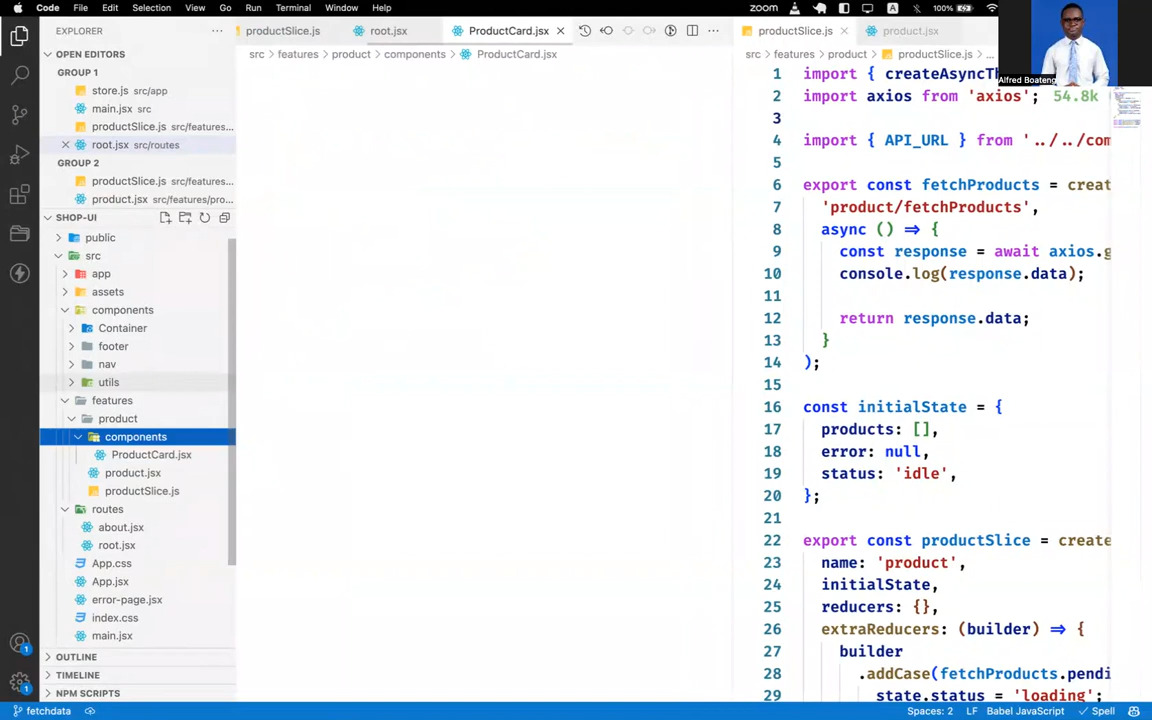 Code File Edit Selection View Go Run Terminal Window Help
zoom A 100%
EXPLORER
OPEN EDITORS
GROUP 1
store.js src/app
main.jsx src
productSlice.js src/features...
root.jsx src/routes
GROUP 2
productSlice.js src/features...
product.jsx src/features/pro...
SHOP-UI
public
src
app
assets
components
Container
footer
nav
utils
features
product
components
ProductCard.jsx
product.jsx
productSlice.js
routes
about.jsx
root.jsx
App.css
App.jsx
error-page.jsx
index.css
main.jsx
OUTLINE
TIMELINE
NPM SCRIPTS
productSlice.js root.jsx ProductCard.jsx
src > features > product > components > ProductCard.jsx
productSlice.js product.jsx
src > features > product > productSlice.js > ...
Alfred Boateng
1 import { createAsyncTh
2 import axios from 'axios'; 54.8k
3
4 import { API_URL } from '../../com
5
6 export const fetchProducts = creat
7 'product/fetchProducts',
8 async () => {
9 const response = await axios.g
10 console.log(response.data);
11
12 return response.data;
13 }
14 );
15
16 const initialState = {
17 products: [],
18 error: null,
19 status: 'idle',
20 };
21
22 export const productSlice = create
23 name: 'product',
24 initialState,
25 reducers: {},
26 extraReducers: (builder) => {
27 builder
28 .addCase(fetchProducts.pendi
29 state.status = 'loading';
1
1
fetchdata
Spaces: 2 LF Babel JavaScript Spell